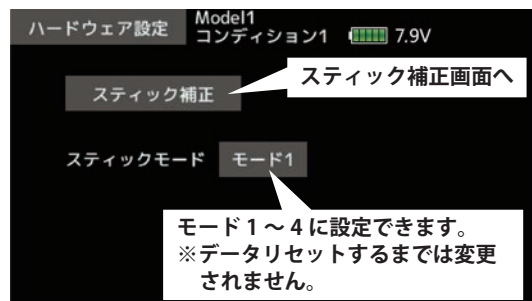 ハードウェア設定
Model1
コンディション1 7.9V
スティック補正画面へ
スティック補正
スティックモード モード1
モード 1 ~ 4 に設定できます。
※データリセットするまでは変更
されません。